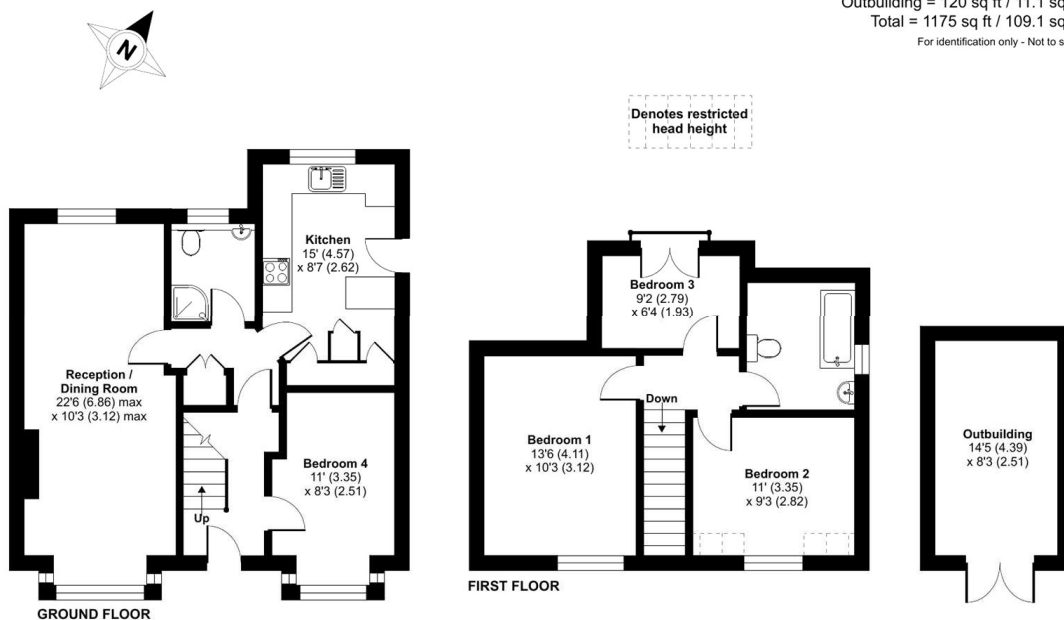 Outbuilding = 120 sq ft / 11.1 sq
Total = 1175 sq ft / 109.1 sq
For identification only - Not to s
N
Denotes restricted
head height
Kitchen
15' (4.57)
x 8'7 (2.62)
Reception /
Dining Room
22'6 (6.86) max
x 10'3 (3.12) max
Bedroom 4
11' (3.35)
x 8'3 (2.51)
Up
GROUND FLOOR
Bedroom 3
9'2 (2.79)
x 6'4 (1.93)
Down
Bedroom 1
13'6 (4.11)
x 10'3 (3.12)
Bedroom 2
11' (3.35)
x 9'3 (2.82)
FIRST FLOOR
Outbuilding
14'5 (4.39)
x 8'3 (2.51)